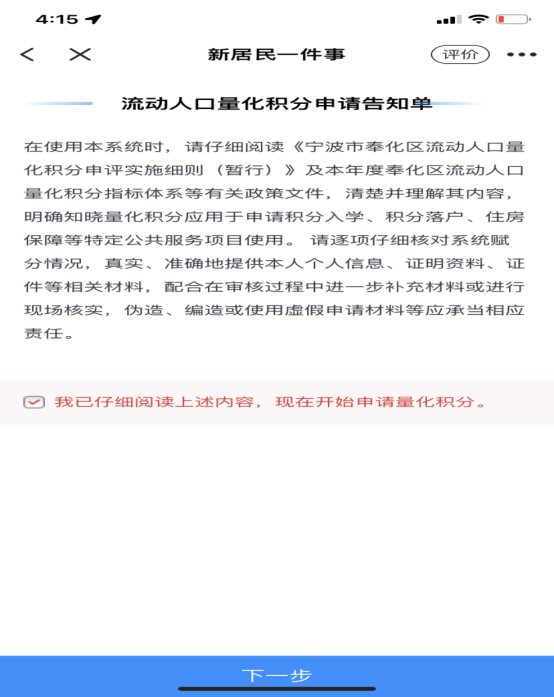 4:15
新居民一件事
评价
流动人口量化积分申请告知单
在使用本系统时，请仔细阅读《宁波市奉化区流动人口量
化积分申评实施细则（暂行）》及本年度奉化区流动人口
量化积分指标体系等有关政策文件，清楚并理解其内容，
明确知晓量化积分应用于申请积分入学、积分落户、住房
保障等特定公共服务项目使用。 请逐项仔细核对系统赋
分情况，真实、准确地提供本人个人信息、证明资料、证
件等相关材料，配合在审核过程中进一步补充材料或进行
现场核实，伪造、编造或使用虚假申请材料等应承当相应
责任。
我已仔细阅读上述内容，现在开始申请量化积分。
下一步